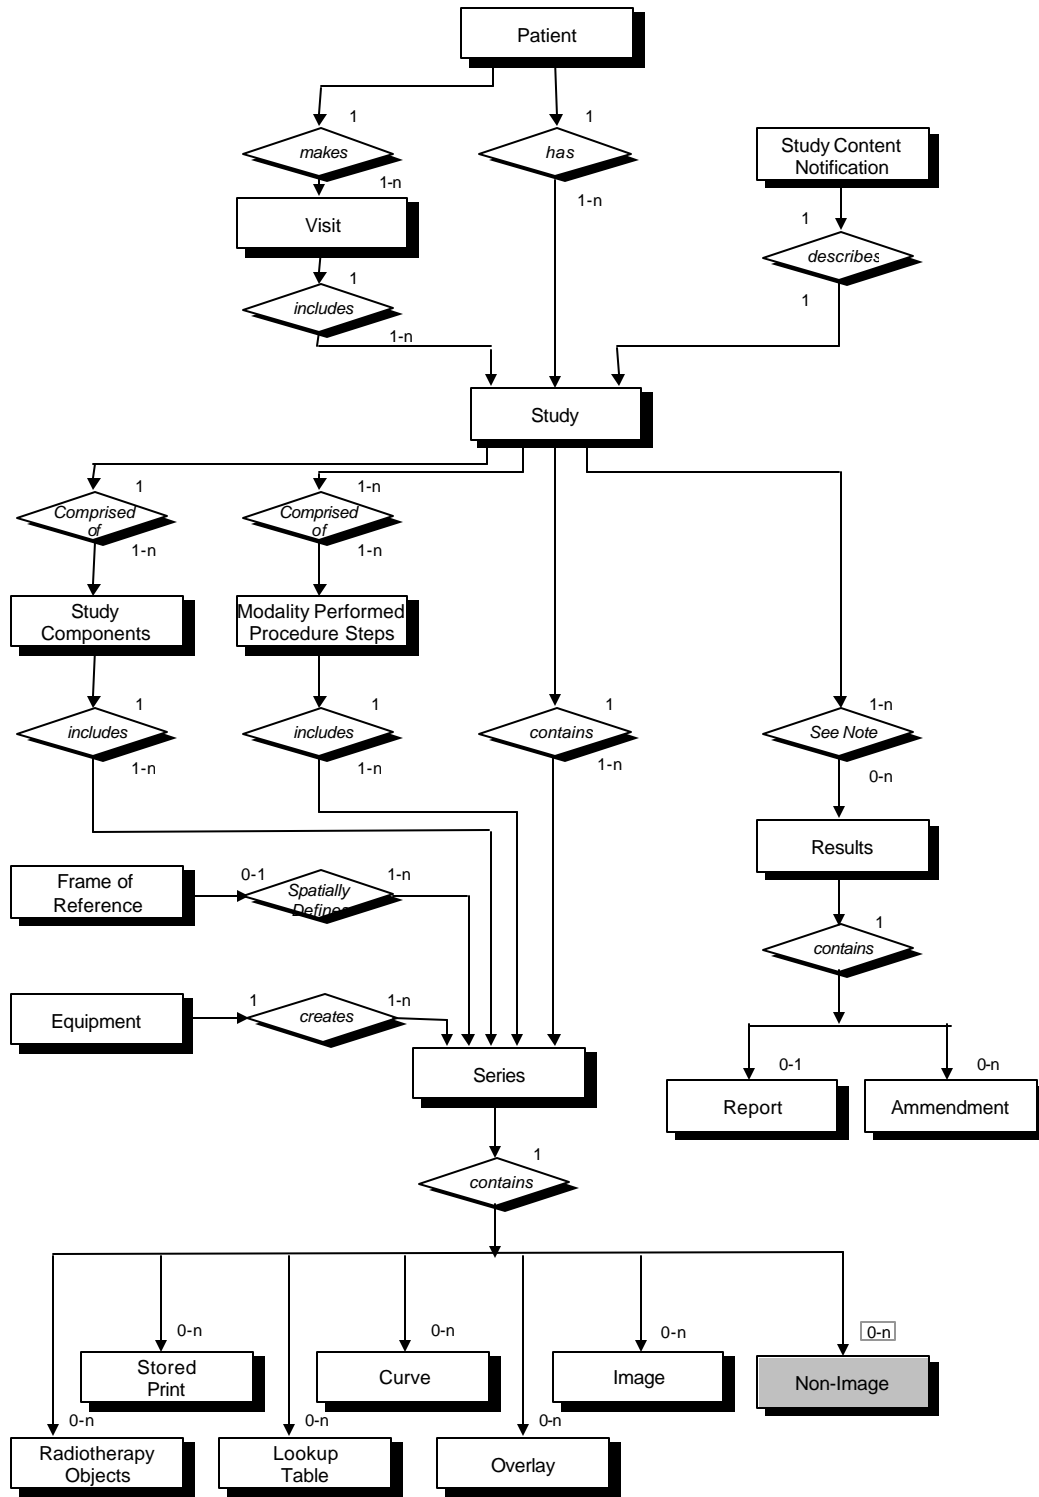 Patient
1
1
makes
has
Study Content
Notification
1-n
1-n
Visit
1
describes
1
1
includes
1-n
Study
1
1-n
Comprised
of
Comprised
of
1-n
1-n
Study
Components
Modality Performed
Procedure Steps
1
1
1
1-n
includes
includes
contains
See Note
1-n
1-n
1-n
0-n
Results
Frame of
Reference
0-1
Spatially
Defines
1-n
1
contains
Equipment
1
creates
1-n
Series
0-1
0-n
Report
Ammendment
1
contains
0-n
0-n
0-n
0-n
Stored
Print
Curve
Image
Non-Image
0-n
0-n
0-n
Radiotherapy
Objects
Lookup
Table
Overlay